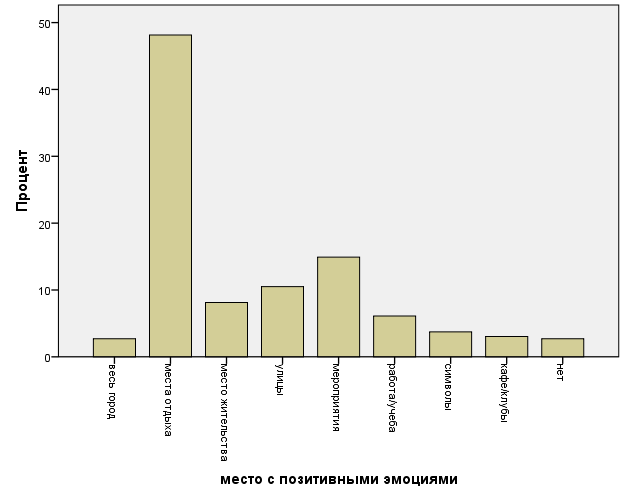 50
40
30
20
10
0
Процент
весь город
места отдыха
место жительства
улицы
мероприятия
работа/учеба
символы
кафе/клубы
нет
место с позитивными эмоциями